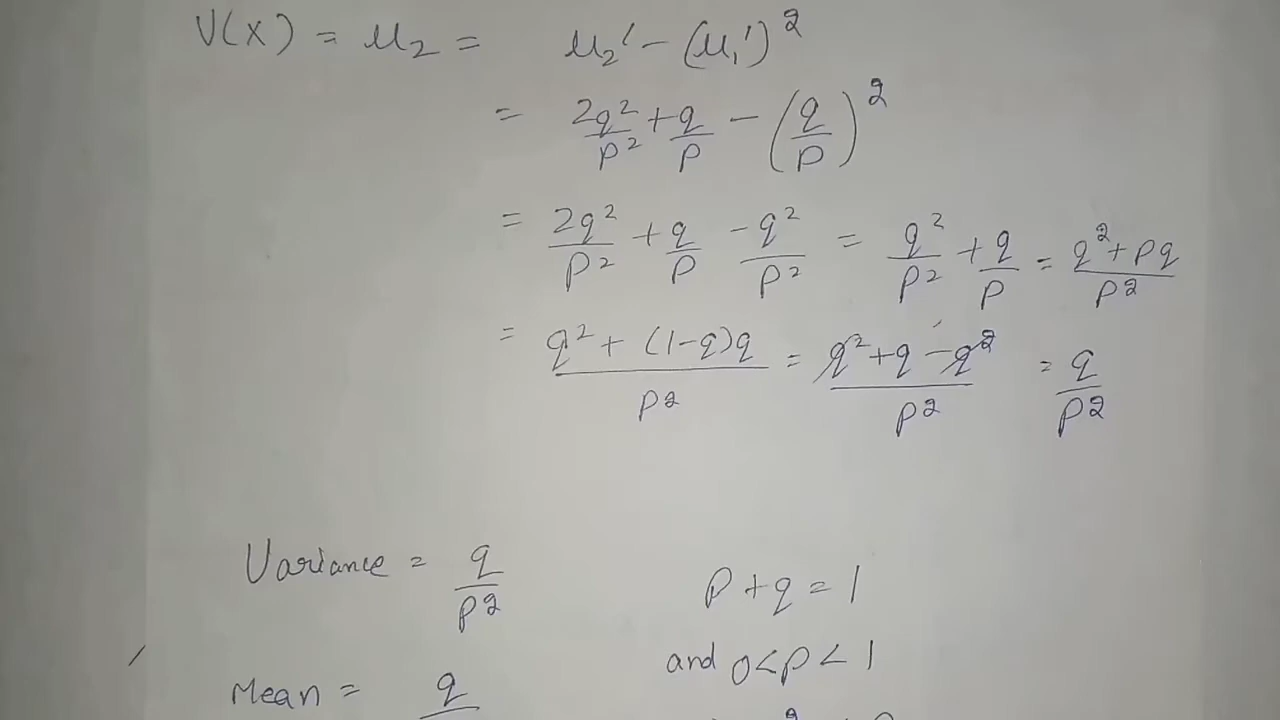 V(X) = μ₂ = μ₂′ - (μ₁′)²
= 2q²/p² + q/p - (q/p)²
= 2q²/p² + q/p - q²/p² = q²/p² + q/p = q²+pq/p²
= q² + (1-q)q/p² = q²+q-q²/p² = q/p²
Variance = q/p² p+q = 1
and 0<p<1
Mean = q